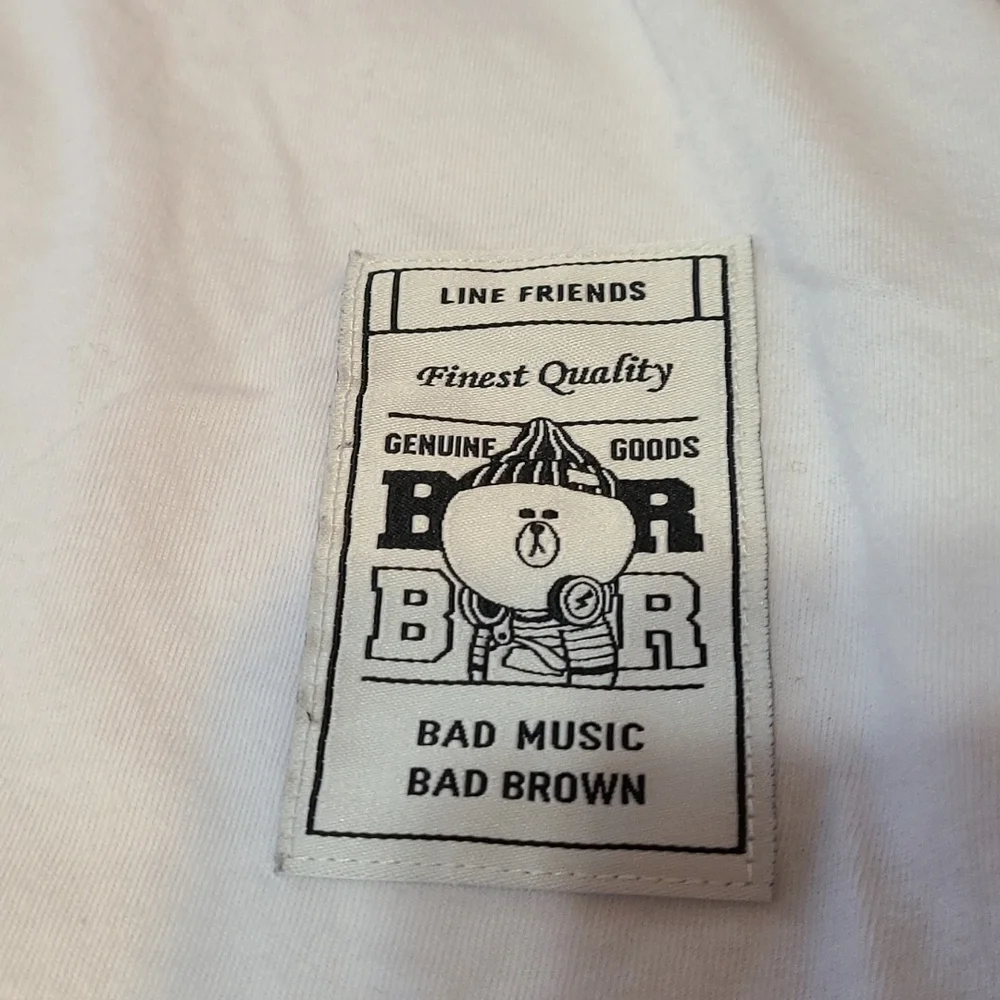 LINE FRIENDS
Finest Quality
GENUINE GOODS
B R
B R
BAD MUSIC
BAD BROWN